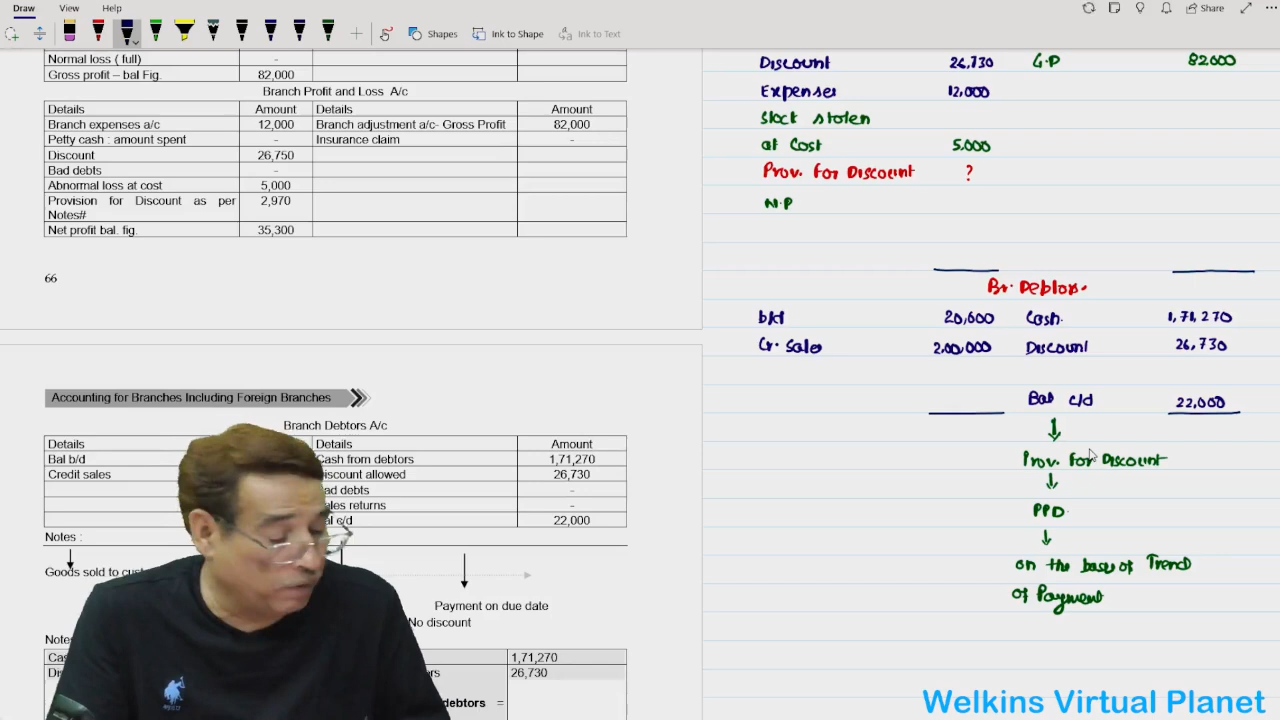 Draw View Help
Share
Shapes Ink to Shape Ink to Text
Normal loss ( full) -
Gross profit – bal Fig. 82,000
Branch Profit and Loss A/c
Details Amount Details Amount
Branch expenses a/c 12,000 Branch adjustment a/c- Gross Profit 82,000
Petty cash : amount spent - Insurance claim -
Discount 26,750
Bad debts -
Abnormal loss at cost 5,000
Provision for Discount as per 2,970
Notes#
Net profit bal. fig. 35,300
66
Accounting for Branches Including Foreign Branches
Branch Debtors A/c
Details Details Amount
Bal b/d Cash from debtors 1,71,270
Credit sales Discount allowed 26,730
-
returns -
c/d 22,000
Notes :
Goods sold to
Payment on due date
No discount
1,71,270
26,730
debtors =
Discount 26,730 G.P 82000
Expenses 12,000
Stock stolen
at Cost 5.000
Prov. For Discount ?
N.P
Br. Debtors.
b/d 20,000 Cash. 1,71,270
Cr. Sales 2,00,000 Discount 26,730
Bal c/d 22,000
Prov. For Discount
PPD
on the base of Trend
of Payment
Welkins Virtual Planet